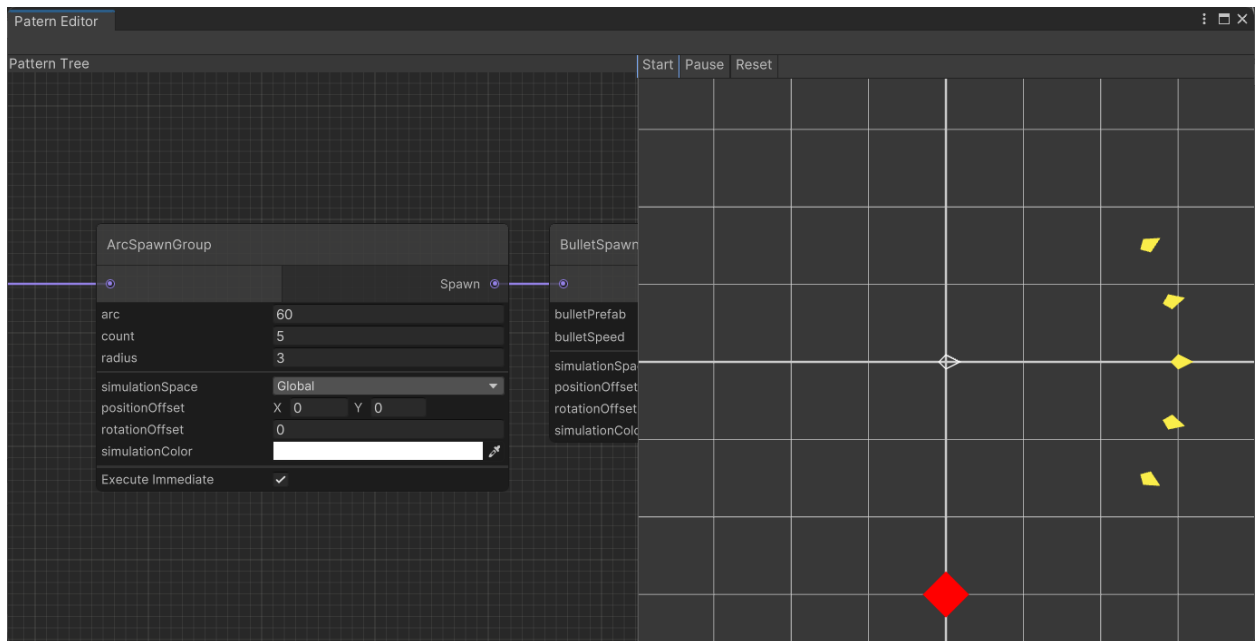 Patern Editor
Pattern Tree
Start Pause Reset
ArcSpawnGroup
Spawn
arc 60
count 5
radius 3
simulationSpace Global
positionOffset X 0 Y 0
rotationOffset 0
simulationColor
Execute Immediate
BulletSpawn
bulletPrefab
bulletSpeed
simulationSpa
positionOffset
rotationOffset
simulationColo